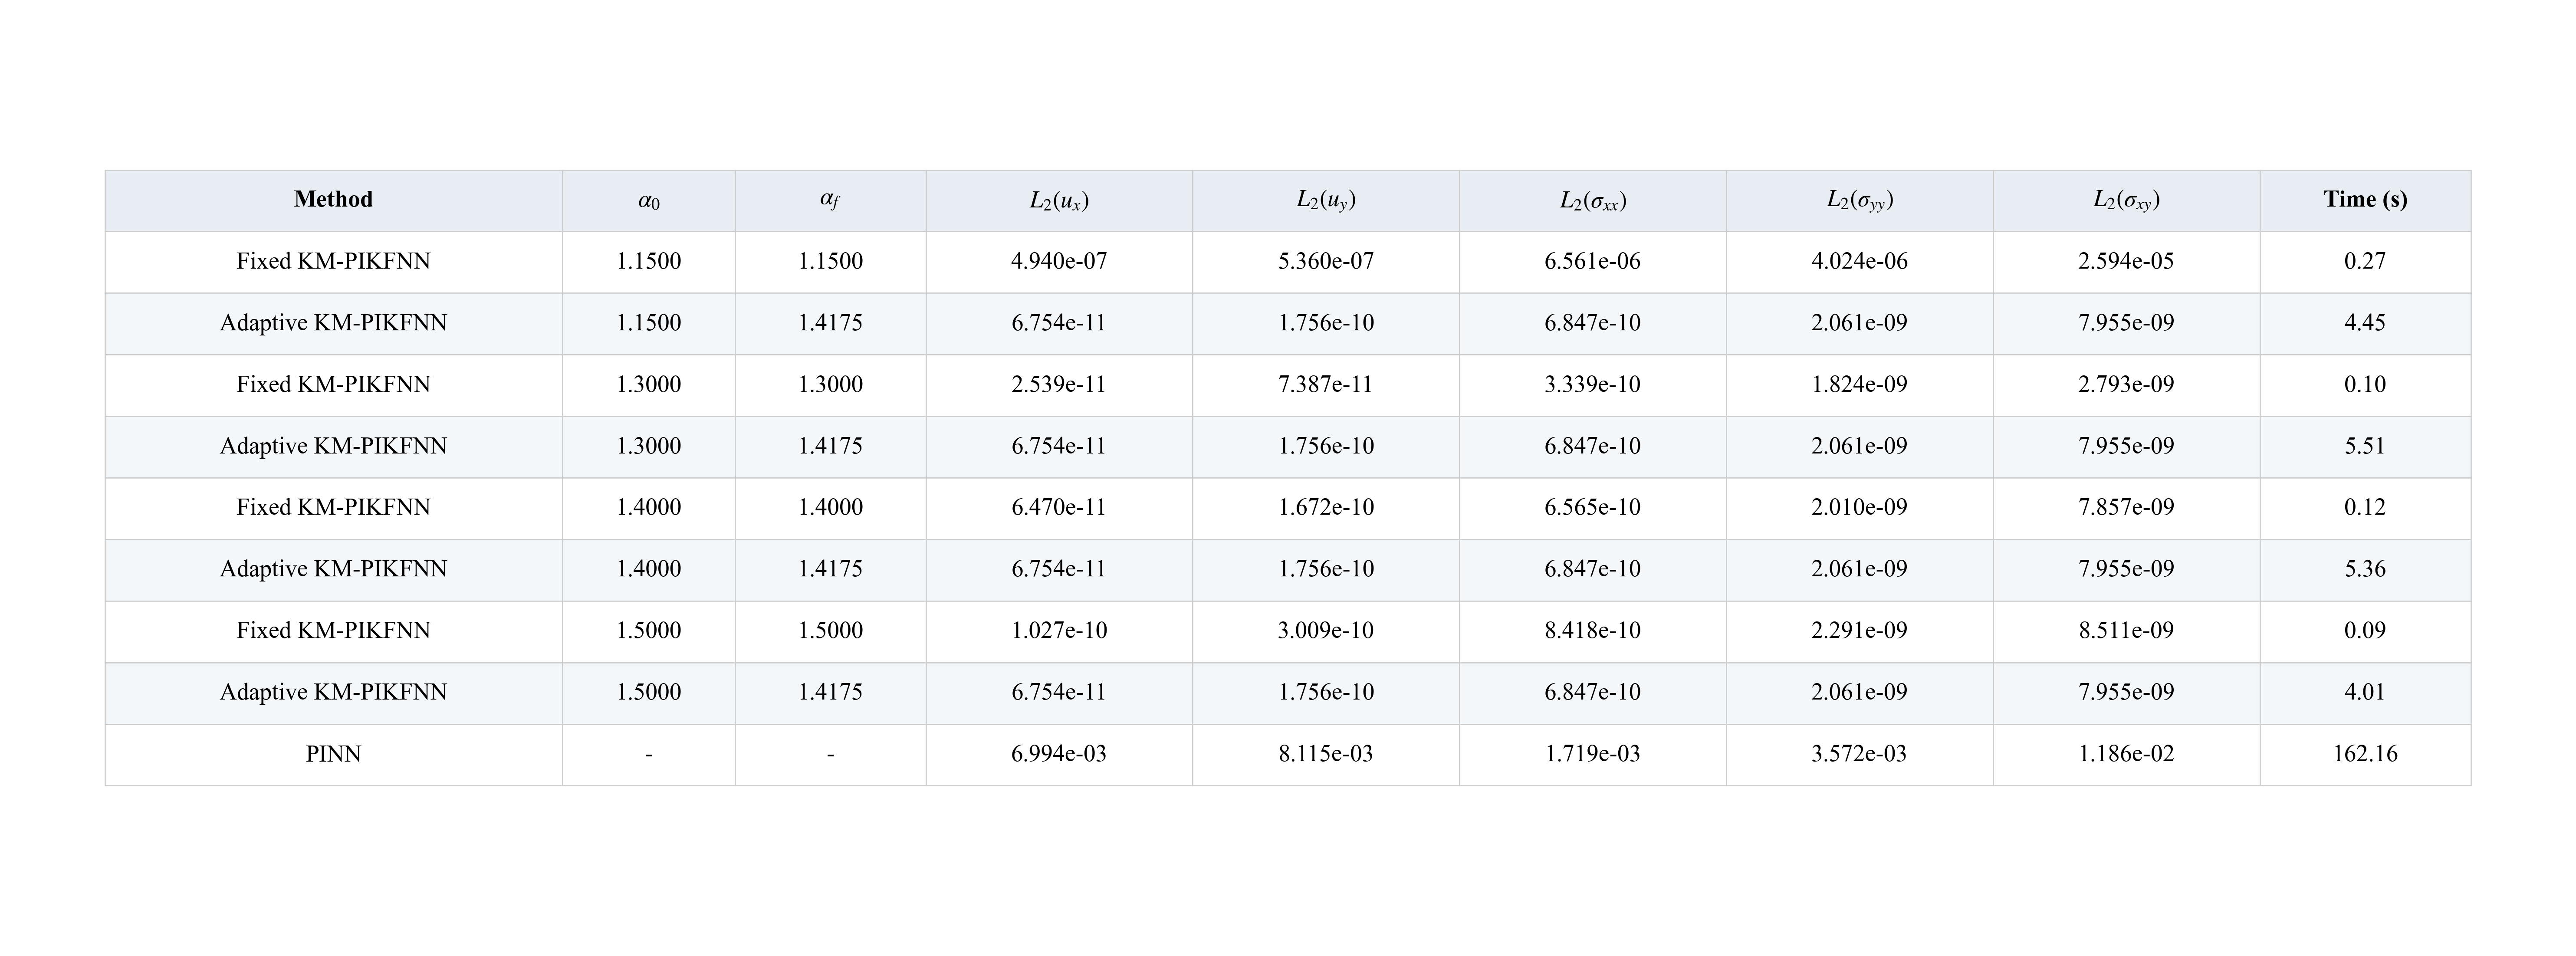 Method α0 αf L2(ux) L2(uy) L2(σxx) L2(σyy) L2(σxy) Time (s)
Fixed KM-PIKFNN 1.1500 1.1500 4.940e-07 5.360e-07 6.561e-06 4.024e-06 2.594e-05 0.27
Adaptive KM-PIKFNN 1.1500 1.4175 6.754e-11 1.756e-10 6.847e-10 2.061e-09 7.955e-09 4.45
Fixed KM-PIKFNN 1.3000 1.3000 2.539e-11 7.387e-11 3.339e-10 1.824e-09 2.793e-09 0.10
Adaptive KM-PIKFNN 1.3000 1.4175 6.754e-11 1.756e-10 6.847e-10 2.061e-09 7.955e-09 5.51
Fixed KM-PIKFNN 1.4000 1.4000 6.470e-11 1.672e-10 6.565e-10 2.010e-09 7.857e-09 0.12
Adaptive KM-PIKFNN 1.4000 1.4175 6.754e-11 1.756e-10 6.847e-10 2.061e-09 7.955e-09 5.36
Fixed KM-PIKFNN 1.5000 1.5000 1.027e-10 3.009e-10 8.418e-10 2.291e-09 8.511e-09 0.09
Adaptive KM-PIKFNN 1.5000 1.4175 6.754e-11 1.756e-10 6.847e-10 2.061e-09 7.955e-09 4.01
PINN - - 6.994e-03 8.115e-03 1.719e-03 3.572e-03 1.186e-02 162.16